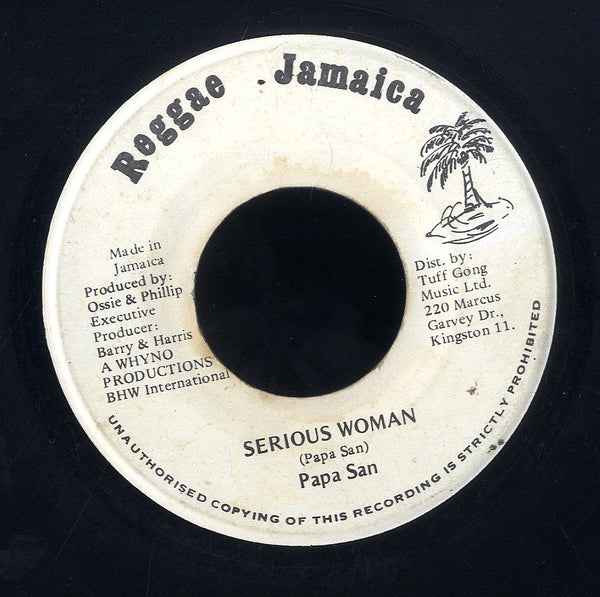 Reggae Jamaica
Made in
Jamaica
Produced by:
Ossie & Phillip
Executive
Producer:
Barry & Harris
A WHYNO
PRODUCTIONS
BHW International
Dist. by:
Tuff Gong
Music Ltd.
220 Marcus
Garvey Dr.,
Kingston 11.
SERIOUS WOMAN
(Papa San)
Papa San
UNAUTHORISED COPYING OF THIS RECORDING IS STRICTLY PROHIBITED